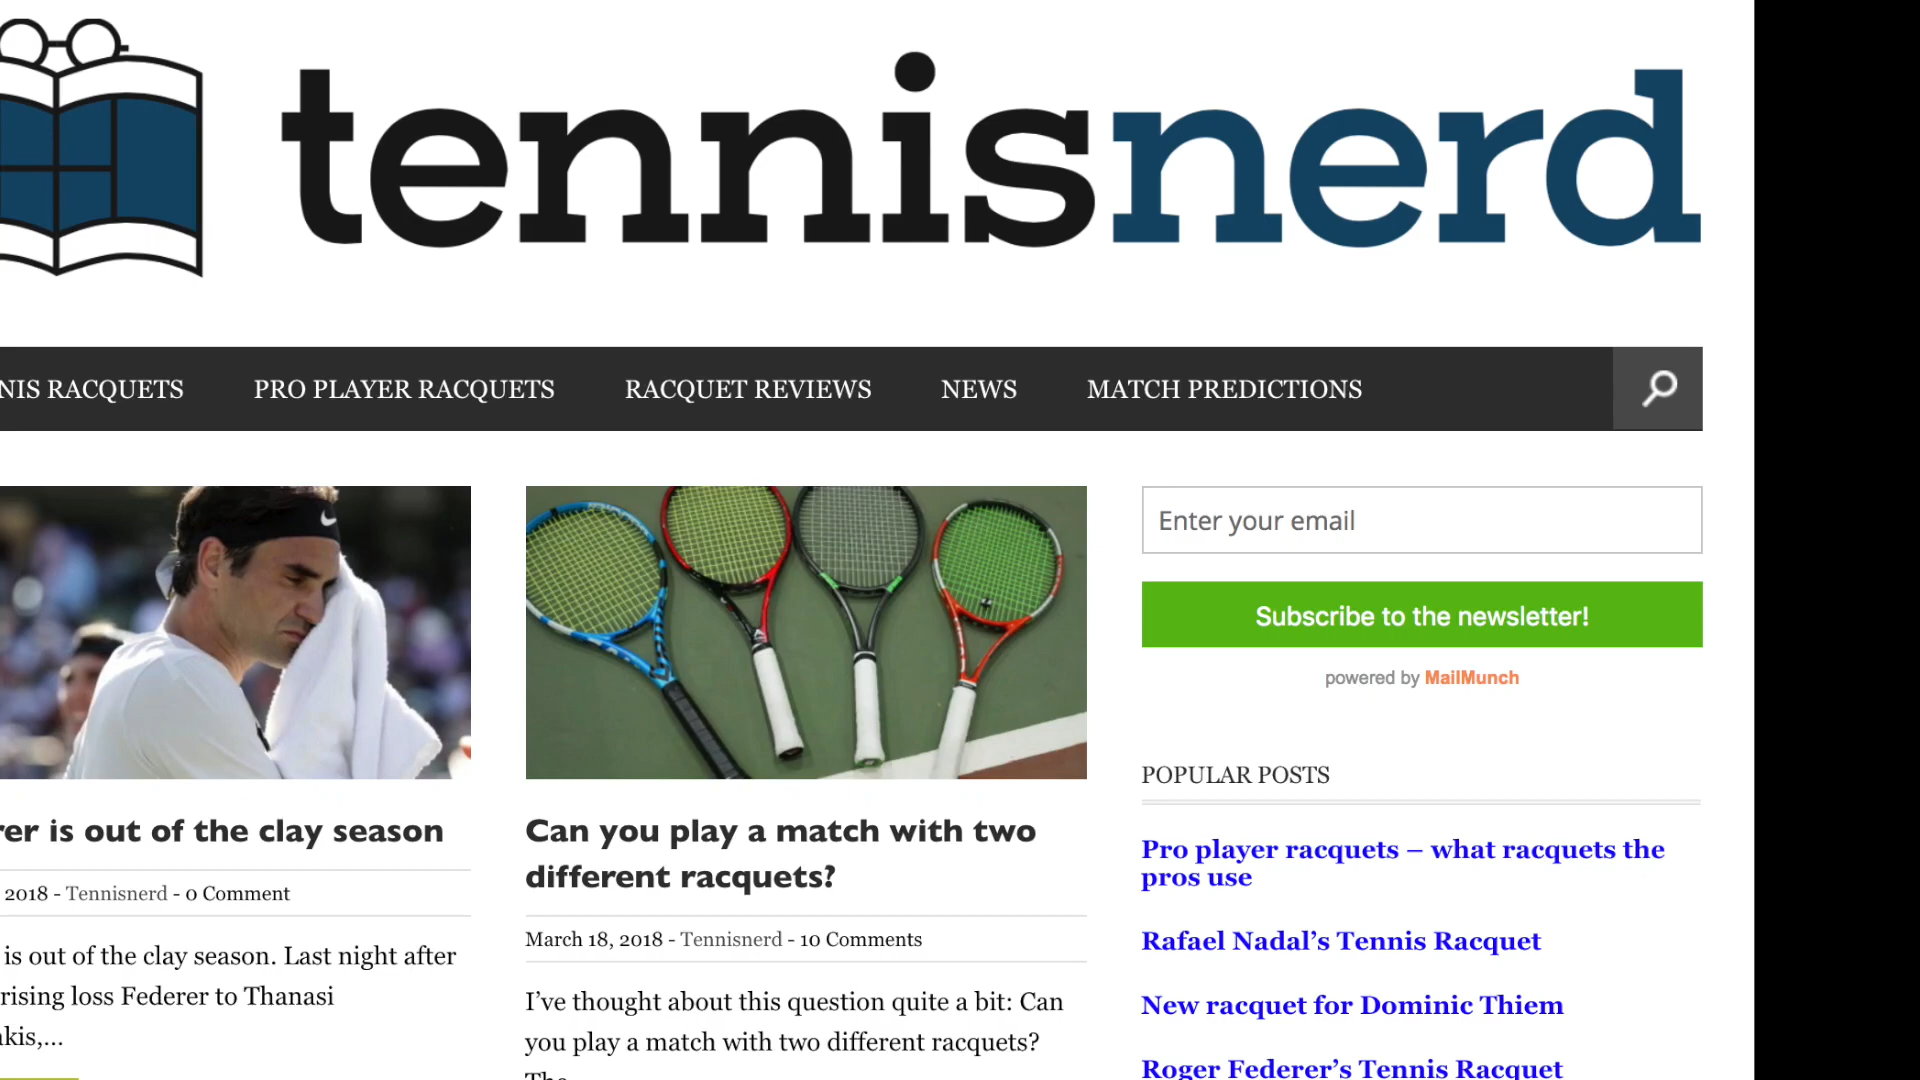 tennisnerd
NIS RACQUETS PRO PLAYER RACQUETS RACQUET REVIEWS NEWS MATCH PREDICTIONS
rer is out of the clay season
2018 - Tennisnerd - 0 Comment
is out of the clay season. Last night after
rising loss Federer to Thanasi
kis,...
Can you play a match with two
different racquets?
March 18, 2018 - Tennisnerd - 10 Comments
I’ve thought about this question quite a bit: Can
you play a match with two different racquets?
Enter your email
Subscribe to the newsletter!
powered by MailMunch
POPULAR POSTS
Pro player racquets – what racquets the
pros use
Rafael Nadal’s Tennis Racquet
New racquet for Dominic Thiem
Roger Federer’s Tennis Racquet